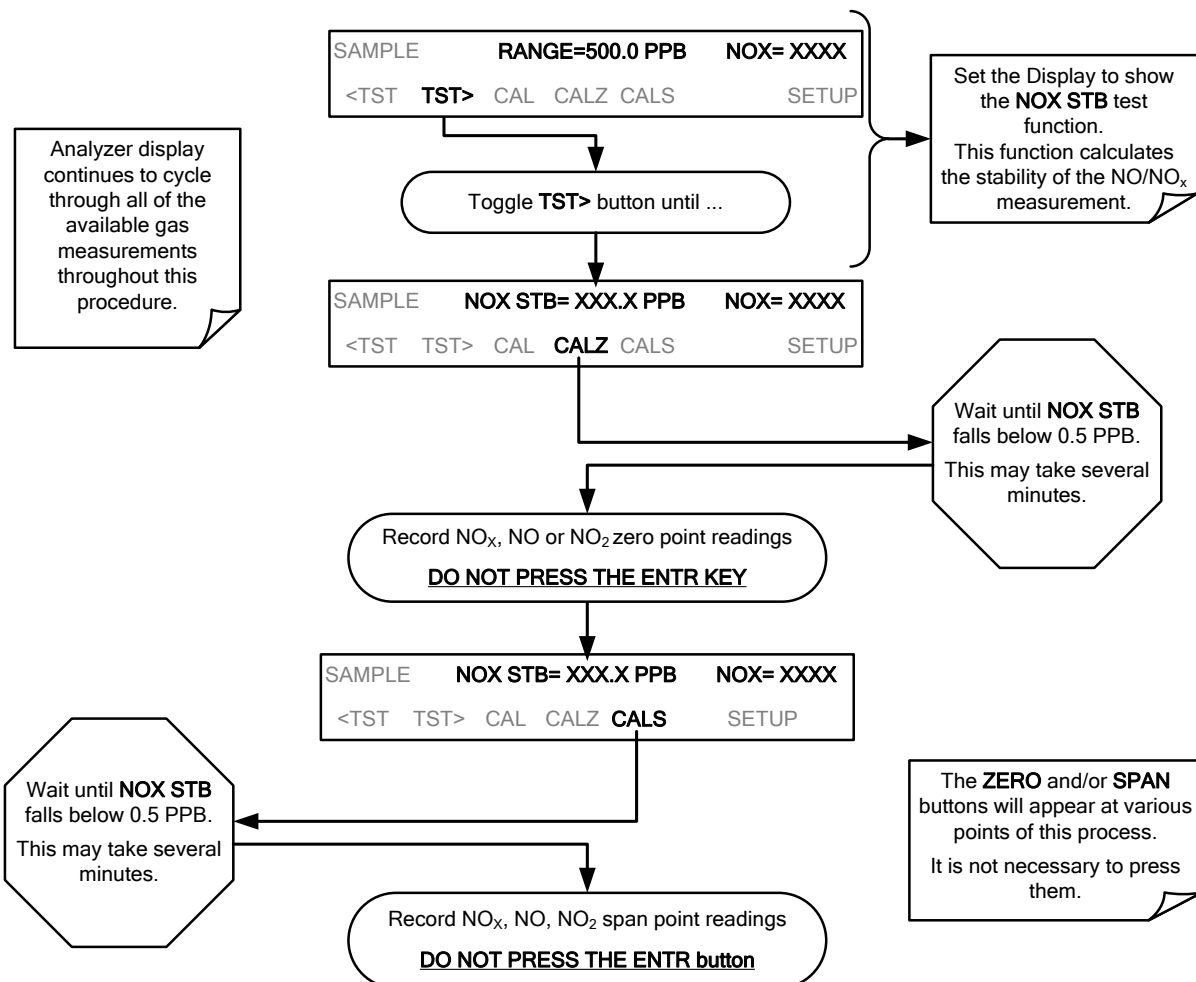 SAMPLE RANGE=500.0 PPB NOX= XXXX
<TST TST> CAL CALZ CALS SETUP
Set the Display to show
the NOX STB test
function.
This function calculates
the stability of the NO/NOx
measurement.
Analyzer display
continues to cycle
through all of the
available gas
measurements
throughout this
procedure.
Toggle TST> button until ...
SAMPLE NOX STB= XXX.X PPB NOX= XXXX
<TST TST> CAL CALZ CALS SETUP
Wait until NOX STB
falls below 0.5 PPB.
This may take several
minutes.
Record NOX, NO or NO2 zero point readings
DO NOT PRESS THE ENTR KEY
SAMPLE NOX STB= XXX.X PPB NOX= XXXX
<TST TST> CAL CALZ CALS SETUP
Wait until NOX STB
falls below 0.5 PPB.
This may take several
minutes.
The ZERO and/or SPAN
buttons will appear at various
points of this process.
It is not necessary to press
them.
Record NOX, NO, NO2 span point readings
DO NOT PRESS THE ENTR button